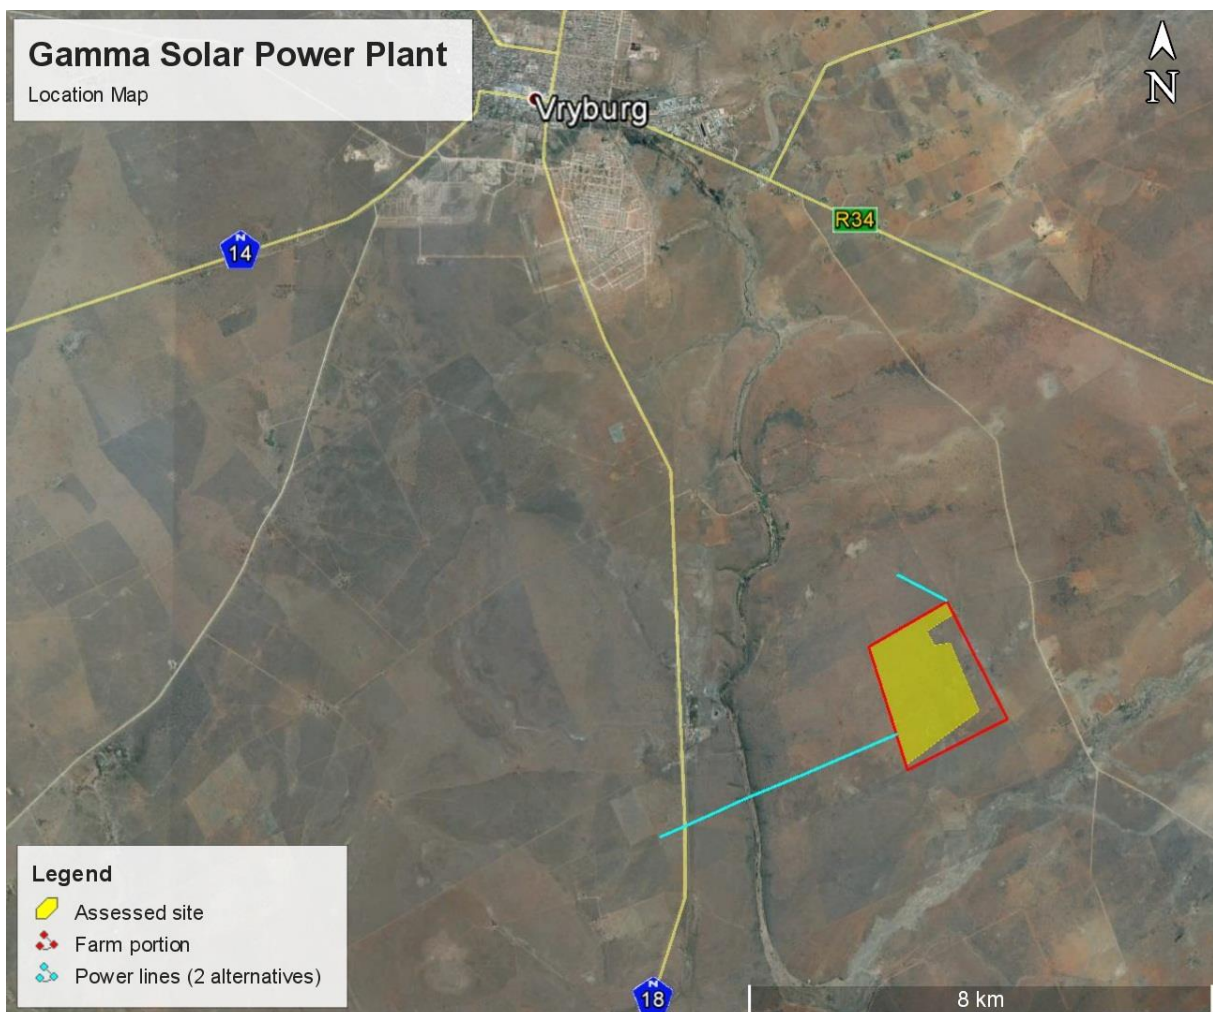 Gamma Solar Power Plant
Location Map
N
Vryburg
R34
N
14
Legend
Assessed site
Farm portion
Power lines (2 alternatives)
N
18
8 km